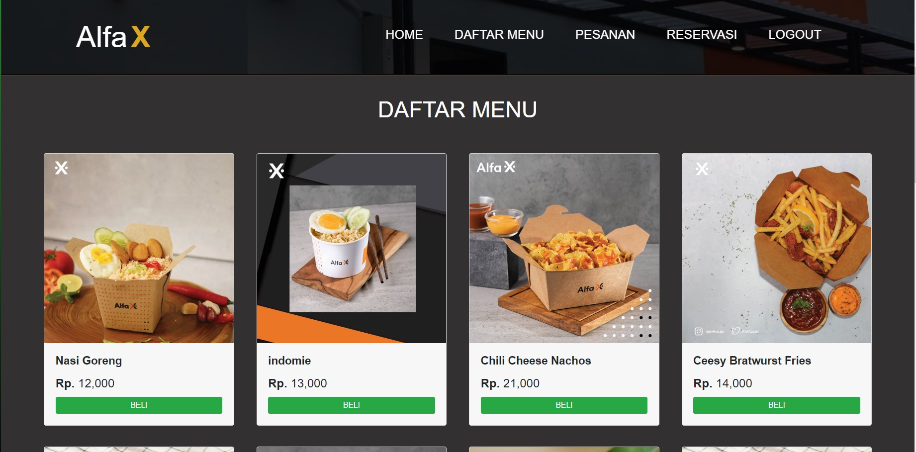 Alfa X
HOME DAFTAR MENU PESANAN RESERVASI LOGOUT
DAFTAR MENU
X
Alfa X
Nasi Goreng
Rp. 12,000
BELI
X
Alfa X
indomie
Rp. 13,000
BELI
Alfa X
Alfa X
Chili Cheese Nachos
Rp. 21,000
BELI
X
Ceesy Bratwurst Fries
Rp. 14,000
BELI